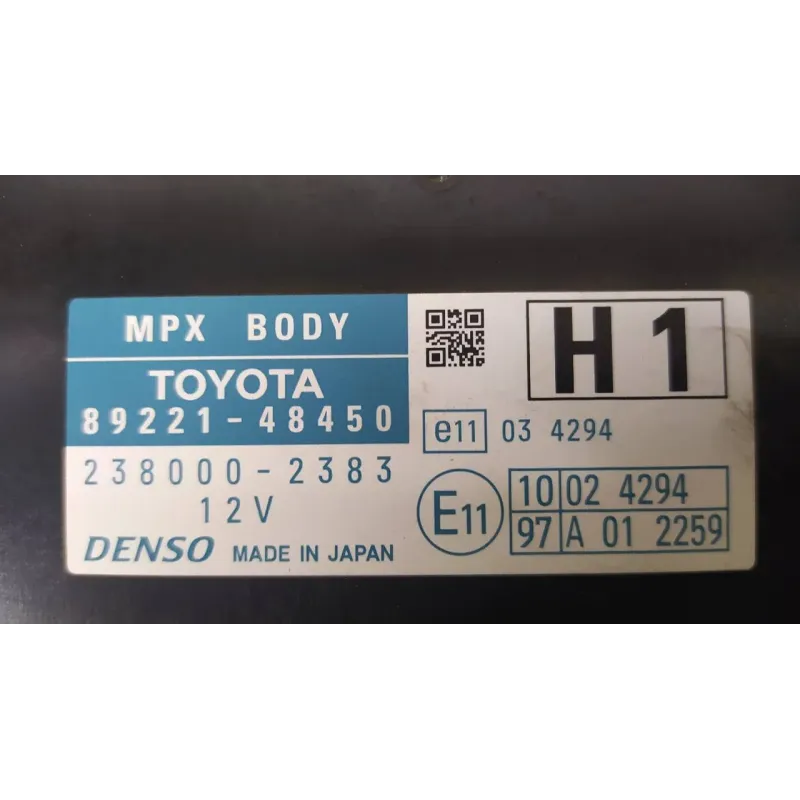 MPX BODY
TOYOTA
89221-48450
238000-2383
12V
DENSO MADE IN JAPAN
H1
e11 03 4294
E11
10 02 4294
97 A 01 2259